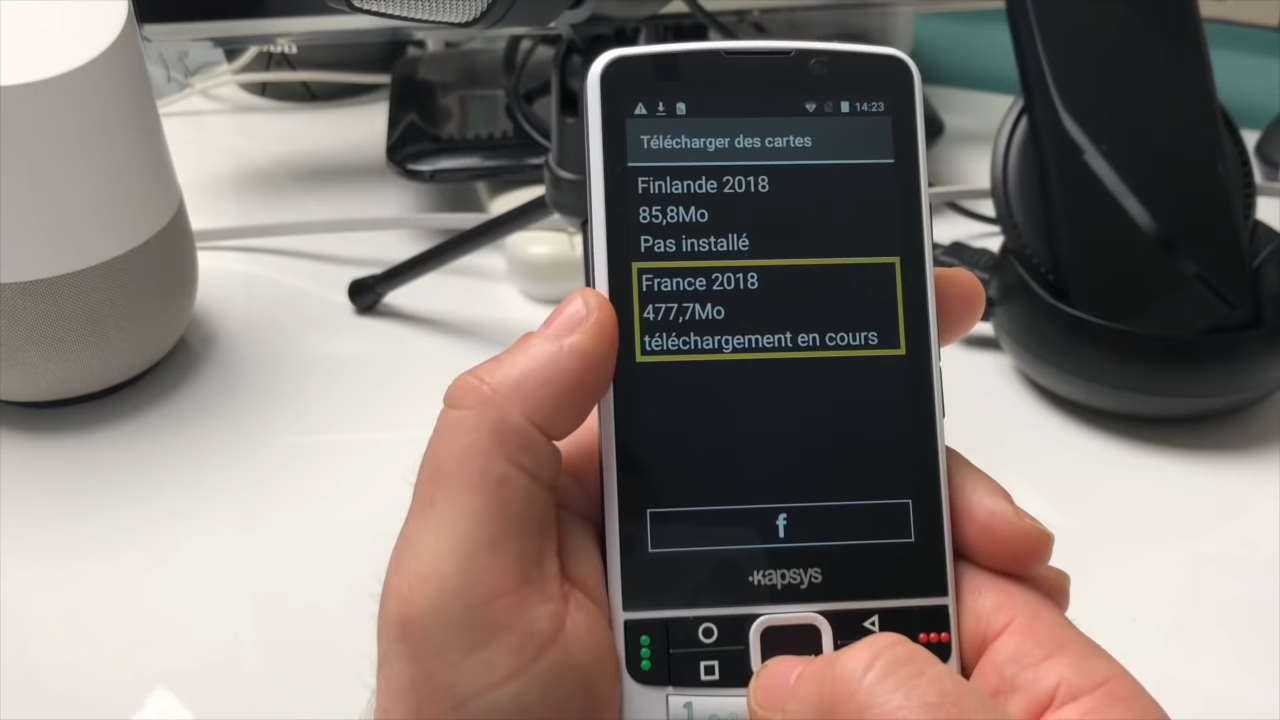 14:23
Télécharger des cartes
Finlande 2018
85,8Mo
Pas installé
France 2018
477,7Mo
téléchargement en cours
f
kapsys
1